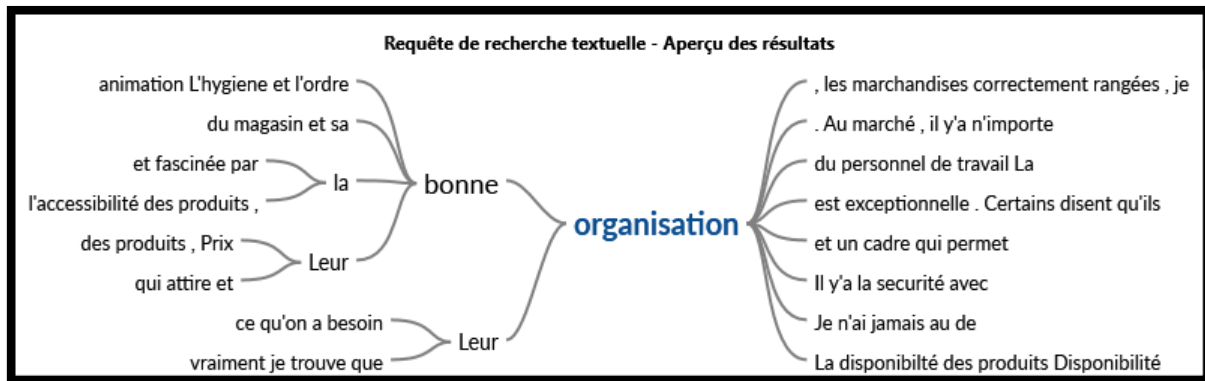 Requête de recherche textuelle - Aperçu des résultats
animation L'hygiene et l'ordre
du magasin et sa
et fascinée par
la
l'accessibilité des produits ,
des produits , Prix
Leur
qui attire et
bonne
ce qu'on a besoin
Leur
vraiment je trouve que
organisation
, les marchandises correctement rangées , je
. Au marché , il y'a n'importe
du personnel de travail La
est exceptionnelle . Certains disent qu'ils
et un cadre qui permet
Il y'a la securité avec
Je n'ai jamais au de
La disponibilté des produits Disponibilité